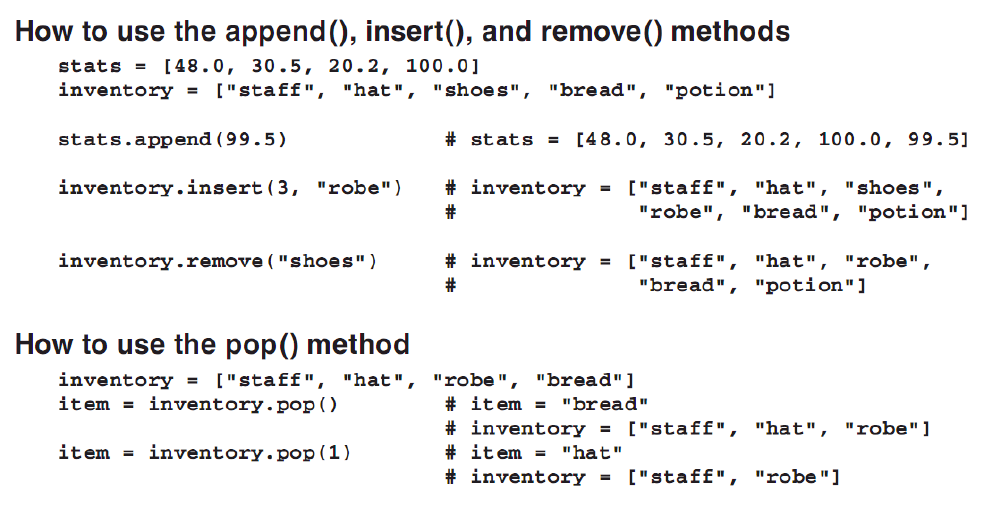 How to use the append(), insert(), and remove() methods
stats = [48.0, 30.5, 20.2, 100.0]
inventory = ["staff", "hat", "shoes", "bread", "potion"]
stats.append(99.5) # stats = [48.0, 30.5, 20.2, 100.0, 99.5]
inventory.insert(3, "robe") # inventory = ["staff", "hat", "shoes",
# "robe", "bread", "potion"]
inventory.remove("shoes") # inventory = ["staff", "hat", "robe",
# "bread", "potion"]
How to use the pop() method
inventory = ["staff", "hat", "robe", "bread"]
item = inventory.pop() # item = "bread"
# inventory = ["staff", "hat", "robe"]
item = inventory.pop(1) # item = "hat"
# inventory = ["staff", "robe"]